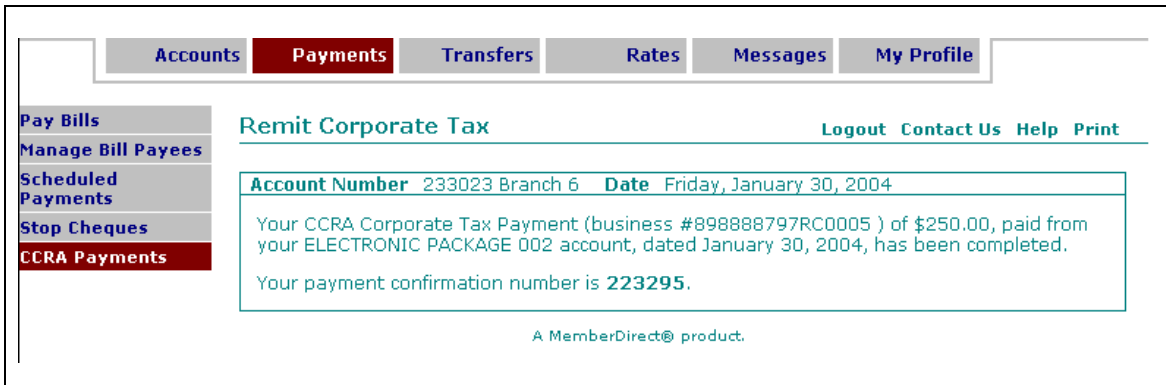 Accounts Payments Transfers Rates Messages My Profile
Pay Bills
Manage Bill Payees
Scheduled
Payments
Stop Cheques
CCRA Payments
Remit Corporate Tax
Logout Contact Us Help Print
Account Number 233023 Branch 6 Date Friday, January 30, 2004
Your CCRA Corporate Tax Payment (business #898888797RC0005 ) of $250.00, paid from
your ELECTRONIC PACKAGE 002 account, dated January 30, 2004, has been completed.
Your payment confirmation number is 223295.
A MemberDirect® product.